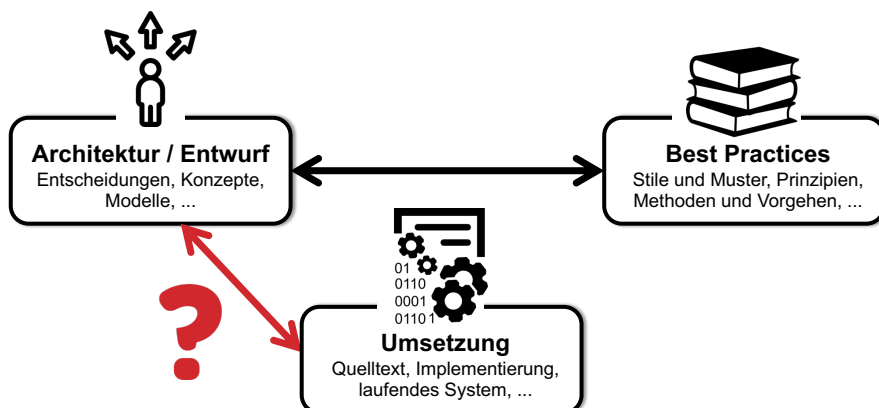 Architektur / Entwurf
Entscheidungen, Konzepte,
Modelle, ...
Best Practices
Stile und Muster, Prinzipien,
Methoden und Vorgehen, ...
?
01
0110
0001
0110 1
Umsetzung
Quelltext, Implementierung,
laufendes System, ...